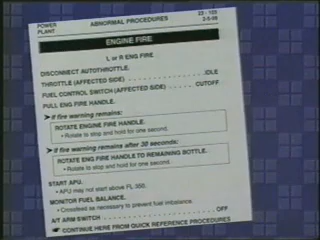 POWER PLANT
ABNORMAL PROCEDURES
22 / 103
ENGINE FIRE
L or R ENG FIRE
DISCONNECT AUTOTHROTTLE.
THROTTLE (AFFECTED SIDE) . . . . . . . . . . . . . . . IDLE
FUEL CONTROL SWITCH (AFFECTED SIDE) . . . . . . . CUTOFF
PULL ENG FIRE HANDLE.
➤If fire warning remains:
ROTATE ENGINE FIRE HANDLE.
• Rotate to stop and hold for one second.
➤If fire warning remains after 30 seconds:
ROTATE ENG FIRE HANDLE TO REMAINING BOTTLE.
• Rotate to stop and hold for one second.
START APU.
• APU may not start above FL 350.
MONITOR FUEL BALANCE.
• Crossfeed as necessary to prevent fuel imbalance.
A/T ARM SWITCH . . . . . . . . . . . . . . . . . . OFF
☛ CONTINUE HERE FROM QUICK REFERENCE PROCEDURES